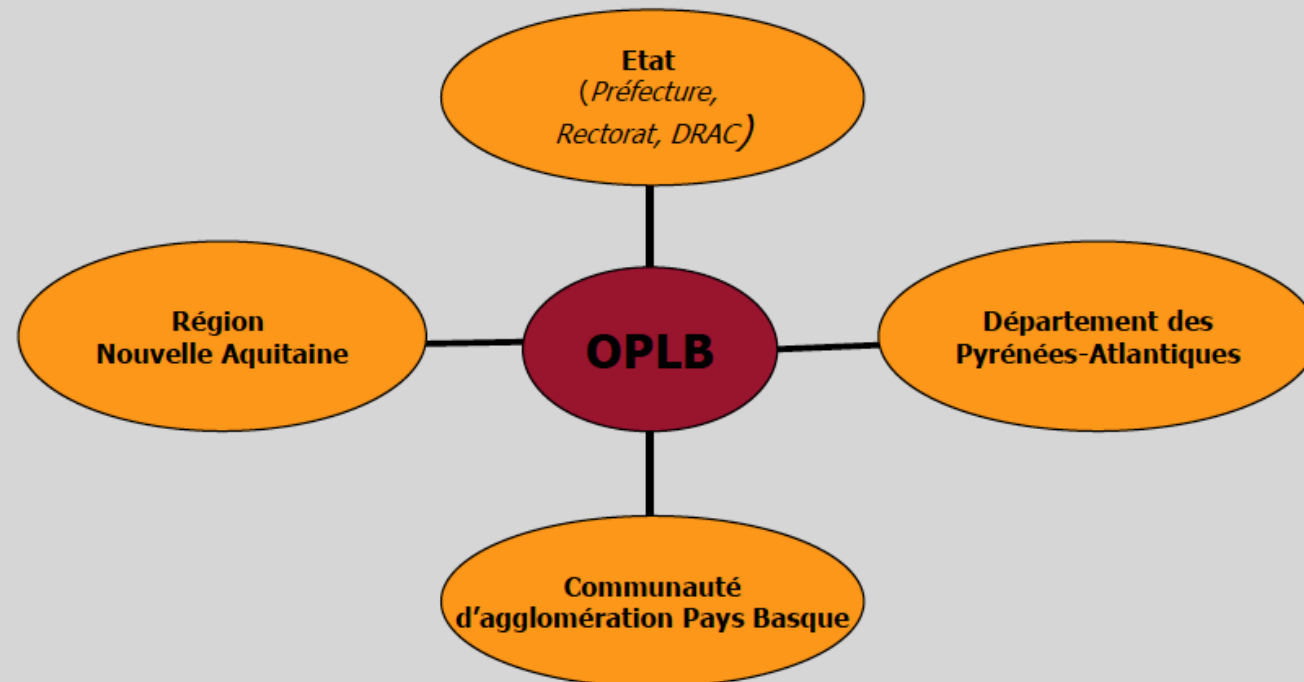 Etat
(Préfecture,
Rectorat, DRAC)
Région
Nouvelle Aquitaine
OPLB
Département des
Pyrénées-Atlantiques
Communauté
d'agglomération Pays Basque